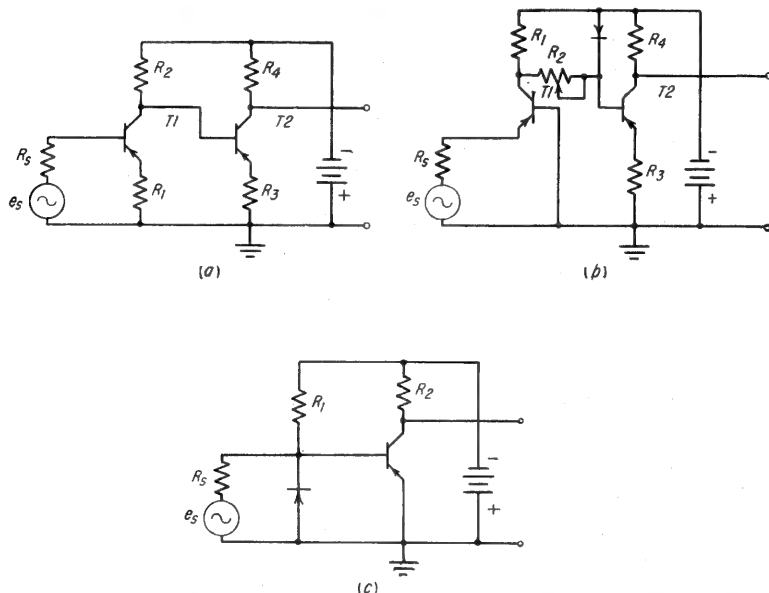 R2
R4
T1
T2
Rs
R1
R3
es
-
+
(a)
R1
R2
R4
T1
T2
Rs
R3
es
-
+
(b)
R1
R2
Rs
es
-
+
(c)